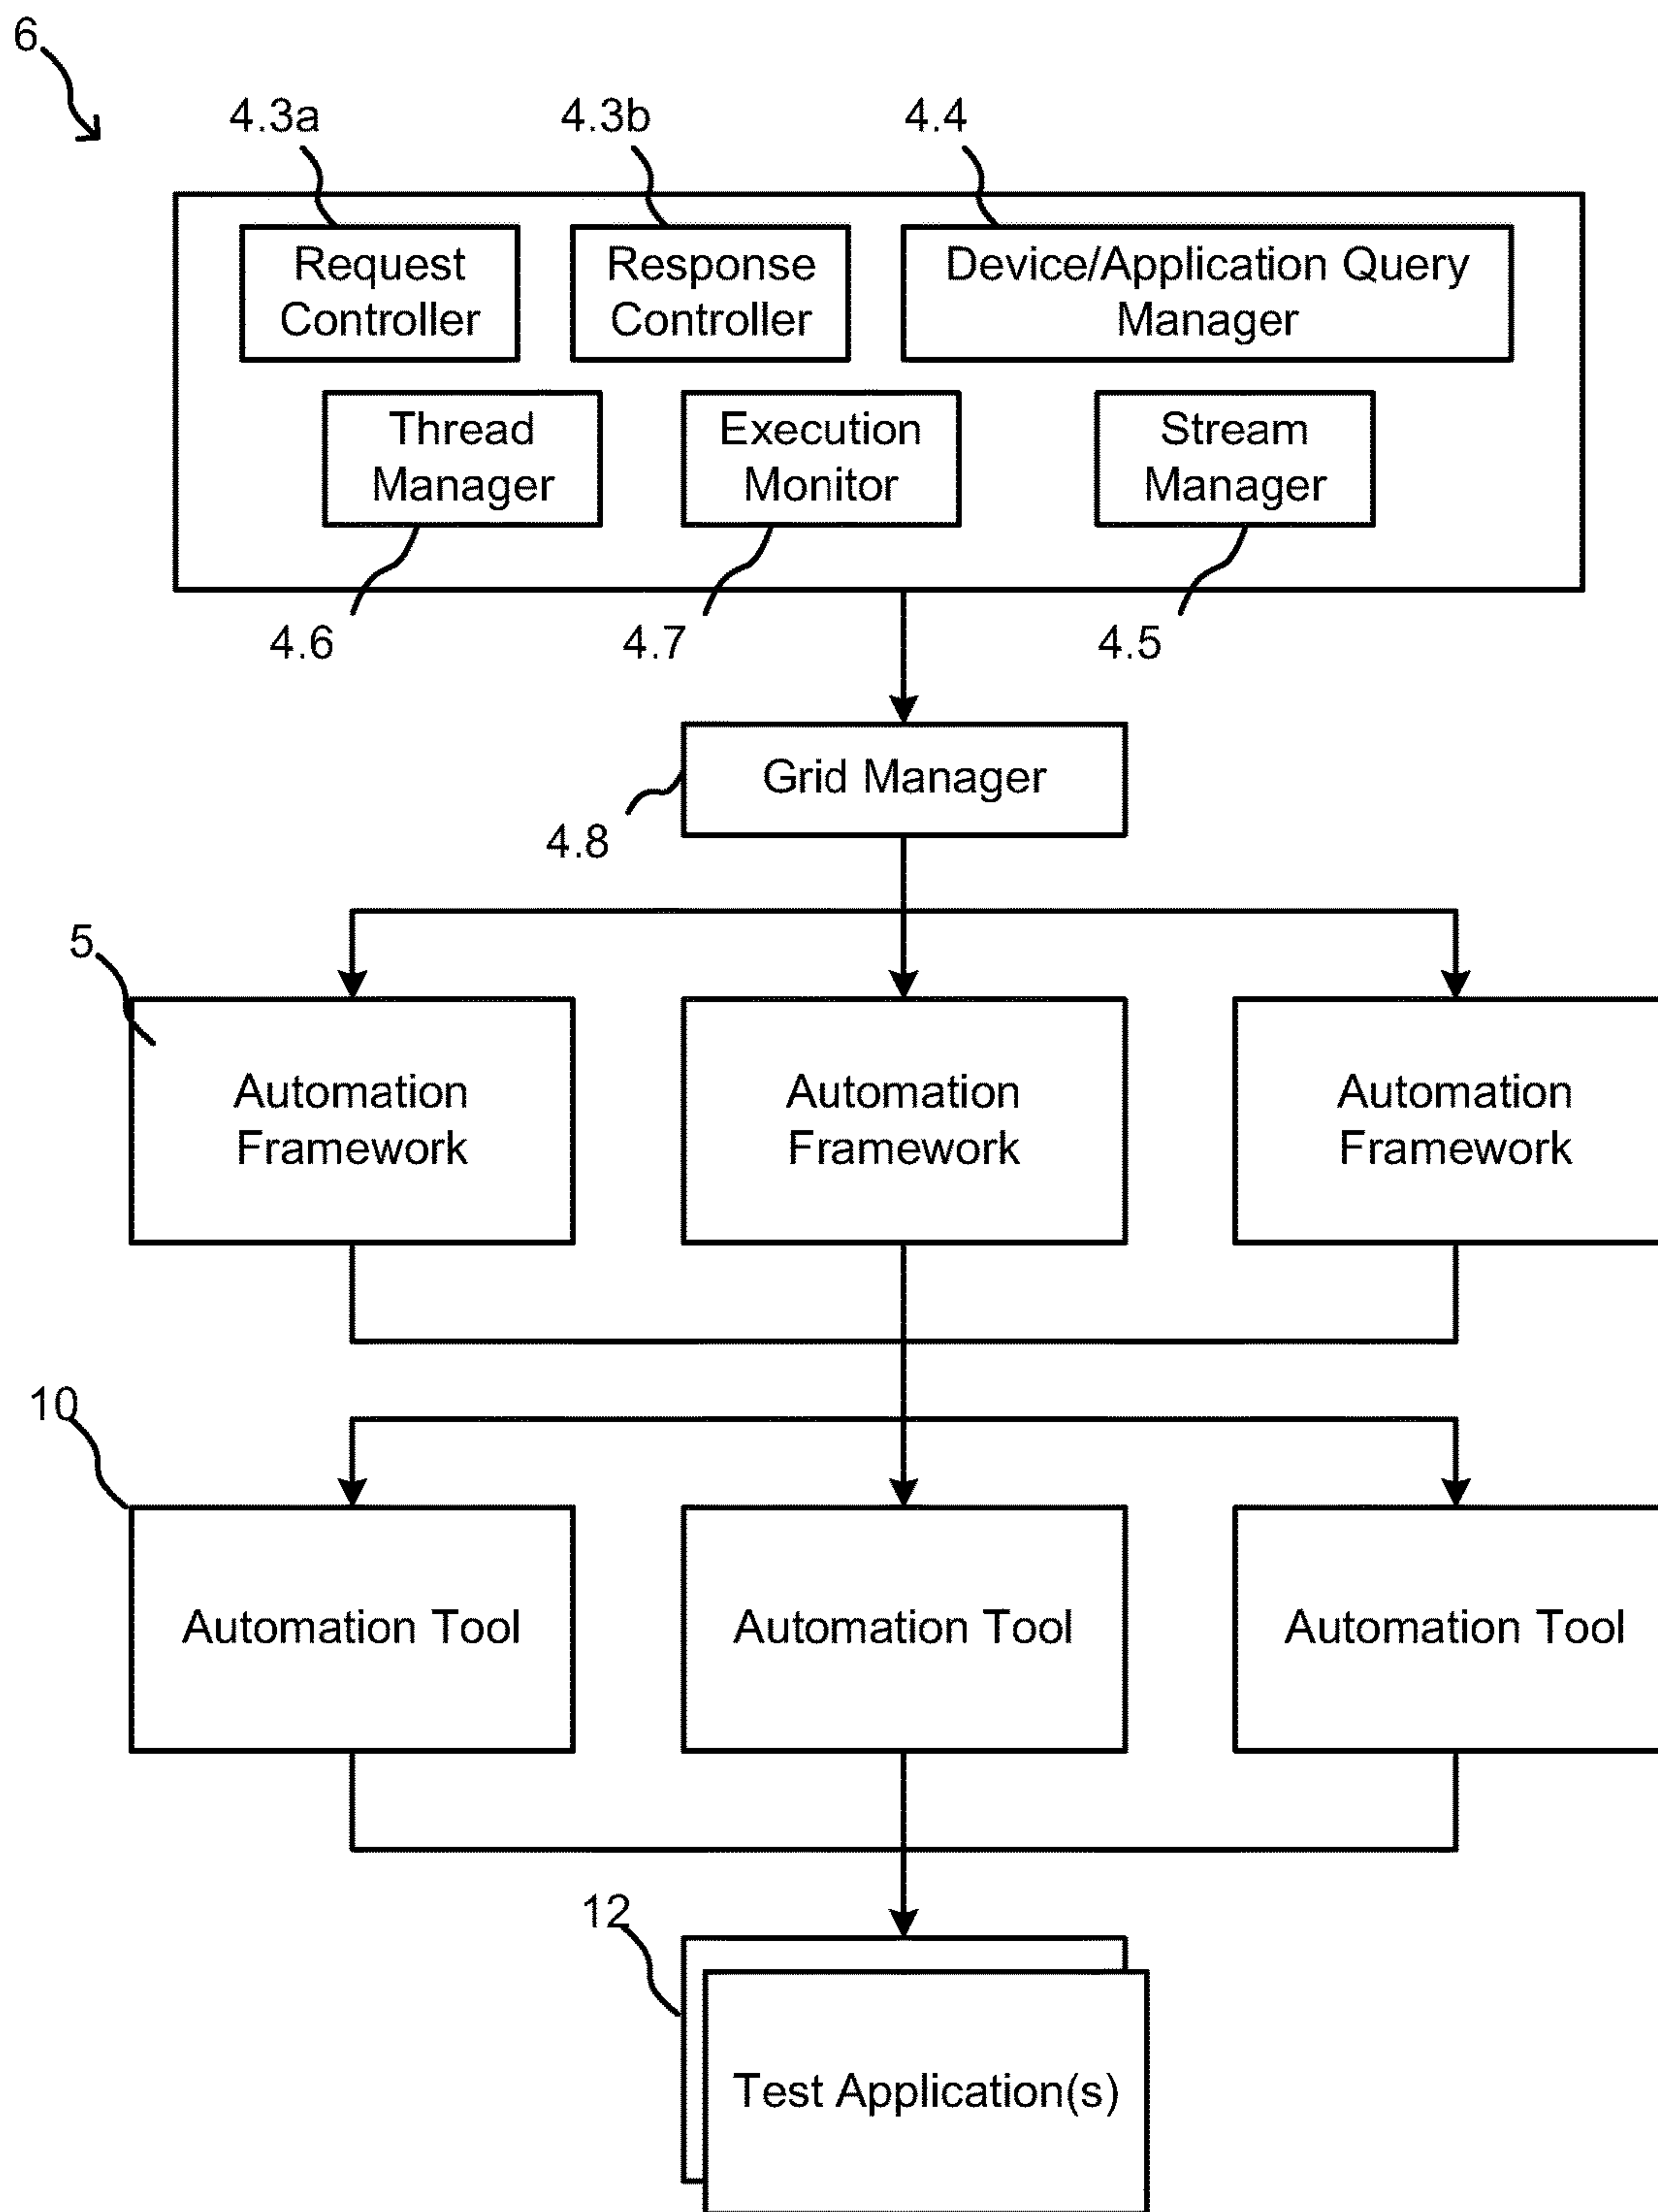 6
4.3a
4.3b
4.4
Request
Controller
Response
Controller
Device/Application Query
Manager
Thread
Manager
Execution
Monitor
Stream
Manager
4.6
4.7
4.5
Grid Manager
4.8
5
Automation
Framework
Automation
Framework
Automation
Framework
10
Automation Tool
Automation Tool
Automation Tool
12
Test Application(s)